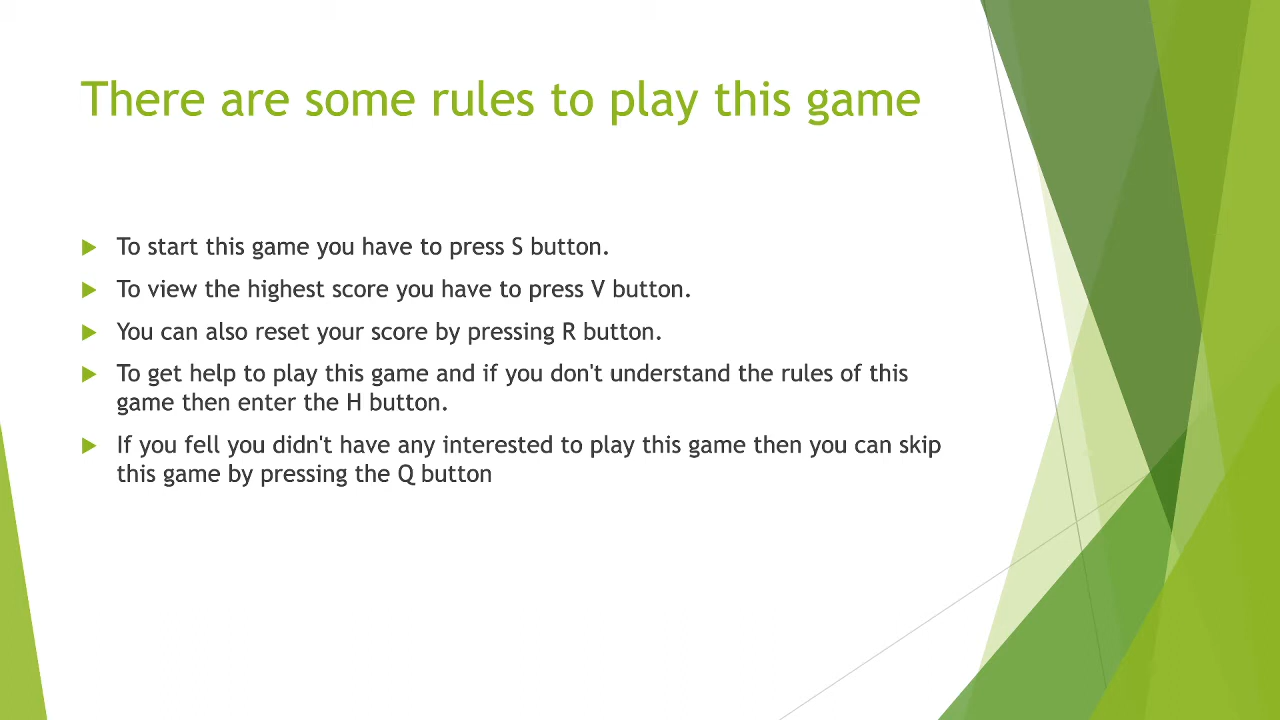 There are some rules to play this game
To start this game you have to press S button.
To view the highest score you have to press V button.
You can also reset your score by pressing R button.
To get help to play this game and if you don't understand the rules of this
game then enter the H button.
If you fell you didn't have any interested to play this game then you can skip
this game by pressing the Q button